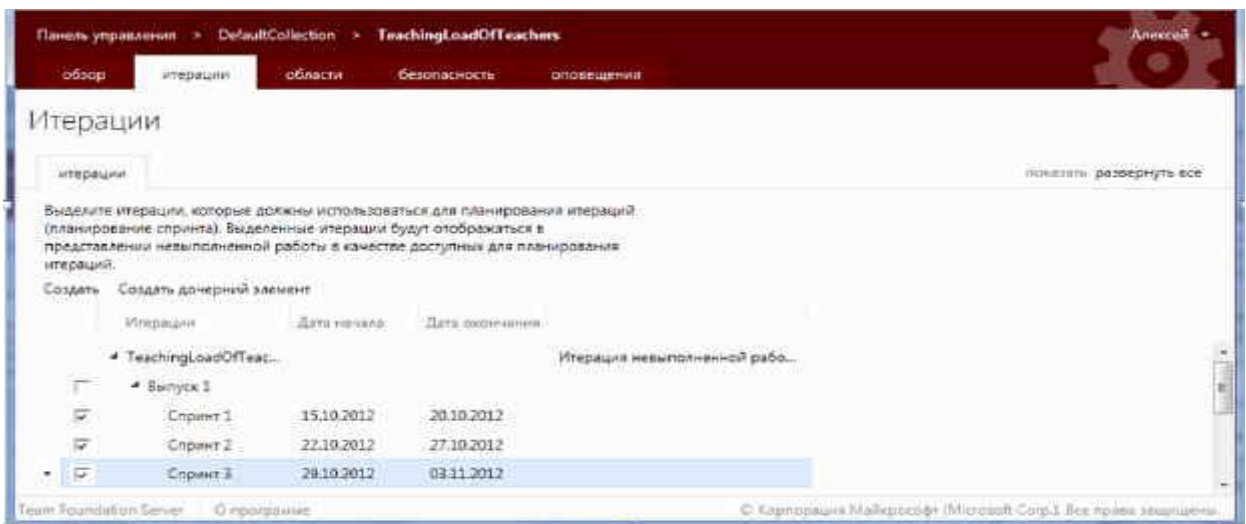 Панель управления > DefaultCollection > TeachingLoadOfTeachers Алексей
обзор итерации области безопасность оповещения
Итерации
итерации показать развернуть все
Выделите итерации, которые должны использоваться для планирования итераций
(планирование спринта). Выделенные итерации будут отображаться в
представлении невыполненной работы в качестве доступных для планирования
итераций.
Создать Создать дочерний элемент
Итерации Дата начала Дата окончания
TeachingLoadOfTeac... Итерация невыполненной рабо...
Выпуск 1
Спринт 1 15.10.2012 20.10.2012
Спринт 2 22.10.2012 27.10.2012
Спринт 3 29.10.2012 03.11.2012
Team Foundation Server О программе © Корпорация Майкрософт (Microsoft Corp.). Все права защищены.